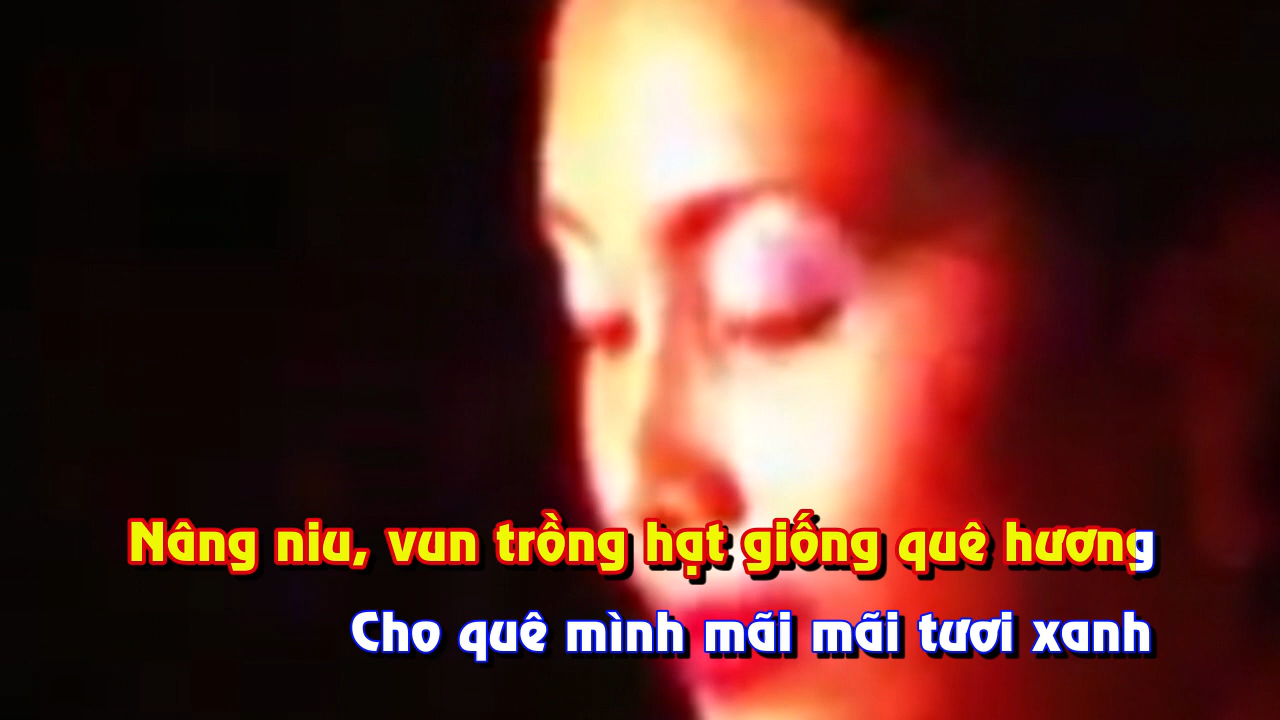 Nâng niu, vun trồng hạt giống quê hương
Cho quê mình mãi mãi tươi xanh